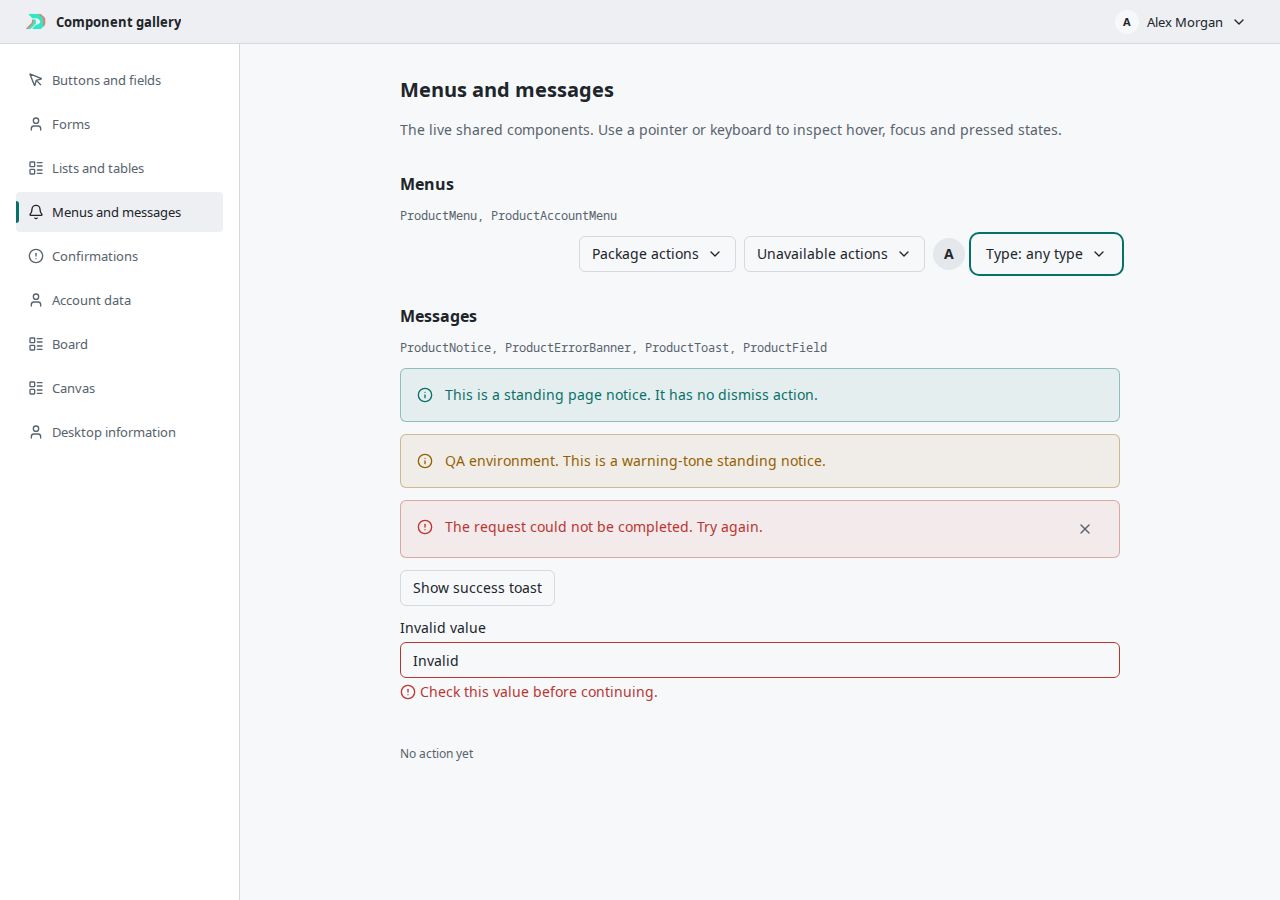 Component gallery
A Alex Morgan
Buttons and fields
Forms
Lists and tables
Menus and messages
Confirmations
Account data
Board
Canvas
Desktop information
Menus and messages
The live shared components. Use a pointer or keyboard to inspect hover, focus and pressed states.
Menus
ProductMenu, ProductAccountMenu
Package actions Unavailable actions A Type: any type
Messages
ProductNotice, ProductErrorBanner, ProductToast, ProductField
This is a standing page notice. It has no dismiss action.
QA environment. This is a warning-tone standing notice.
The request could not be completed. Try again.
Show success toast
Invalid value
Invalid
Check this value before continuing.
No action yet